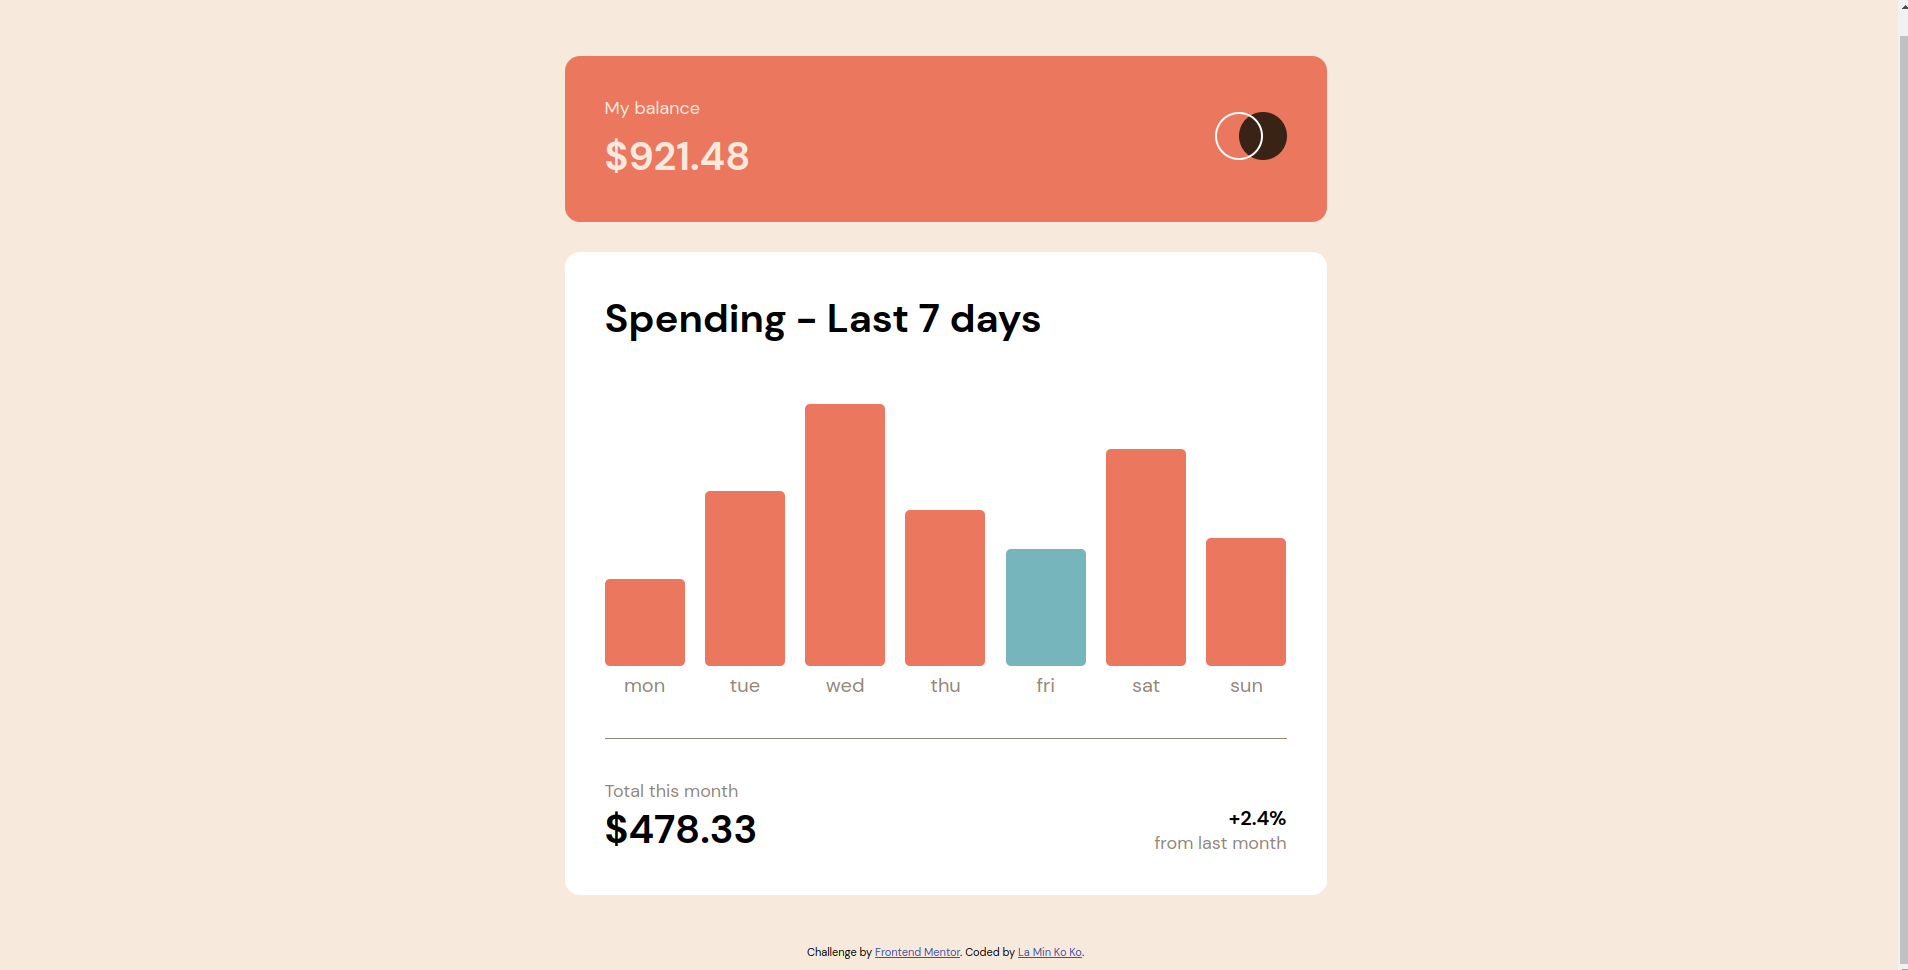 My balance
$921.48
Spending - Last 7 days
mon tue wed thu fri sat sun
Total this month
$478.33
+2.4%
from last month
Challenge by Frontend Mentor. Coded by La Min Ko Ko.